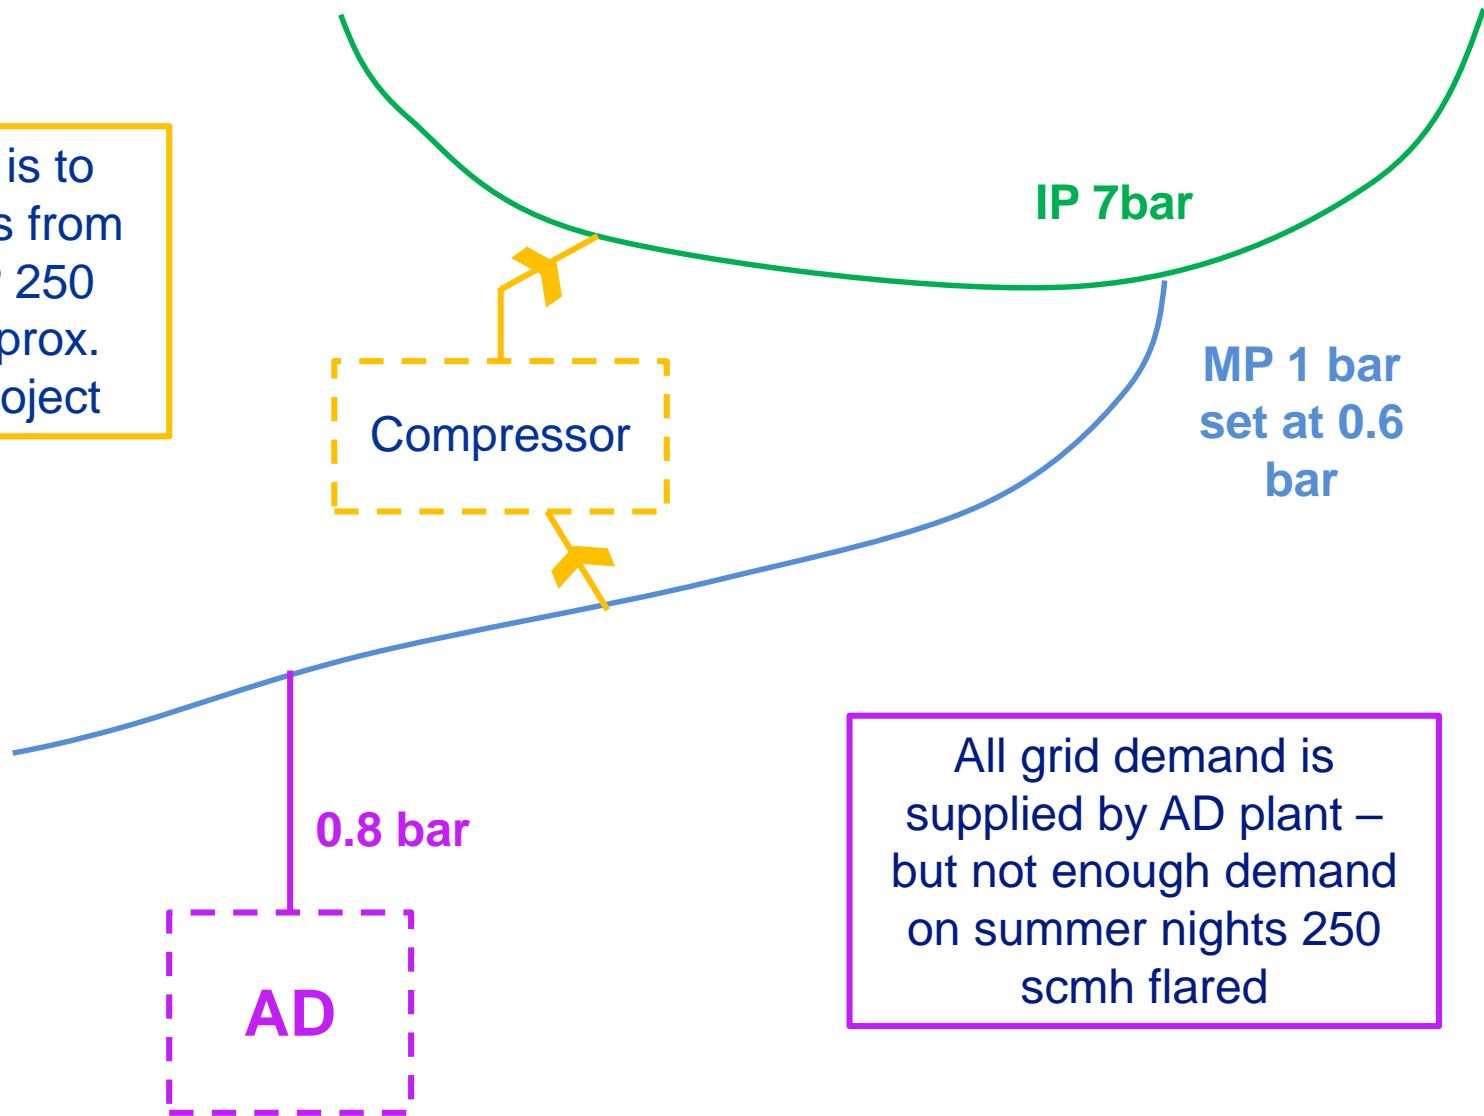 is to
s from
250
prox.
oject
IP 7bar
MP 1 bar
set at 0.6
bar
Compressor
0.8 bar
AD
All grid demand is
supplied by AD plant –
but not enough demand
on summer nights 250
scmh flared